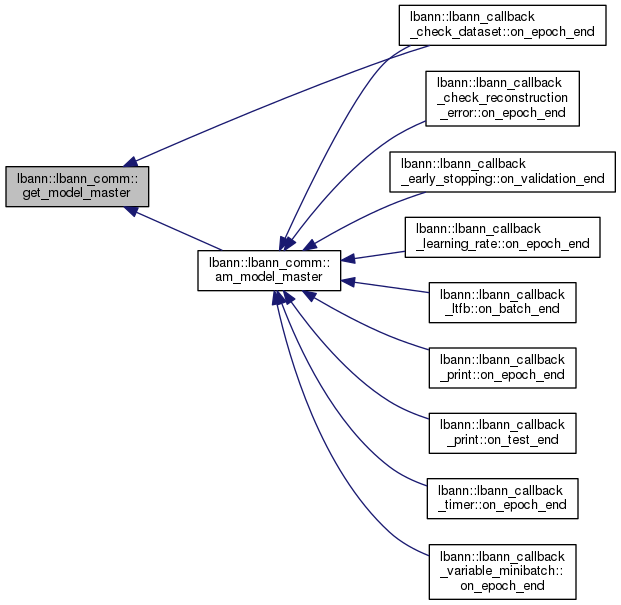 lbann::lbann_comm::
get_model_master
lbann::lbann_comm::
am_model_master
lbann::lbann_callback
_check_dataset::on_epoch_end
lbann::lbann_callback
_check_reconstruction
_error::on_epoch_end
lbann::lbann_callback
_early_stopping::on_validation_end
lbann::lbann_callback
_learning_rate::on_epoch_end
lbann::lbann_callback
_ltfb::on_batch_end
lbann::lbann_callback
_print::on_epoch_end
lbann::lbann_callback
_print::on_test_end
lbann::lbann_callback
_timer::on_epoch_end
lbann::lbann_callback
_variable_minibatch::
on_epoch_end